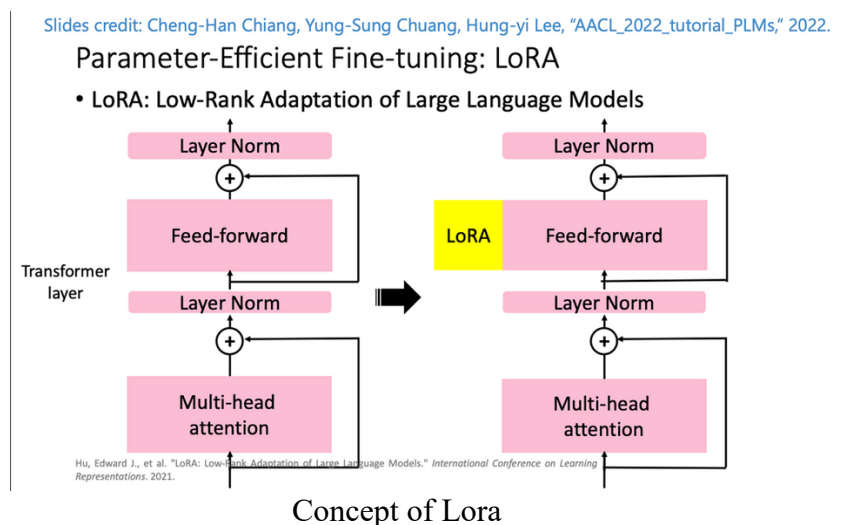 Slides credit: Cheng-Han Chiang, Yung-Sung Chuang, Hung-yi Lee, “AACL_2022_tutorial_PLMs,” 2022.
Parameter-Efficient Fine-tuning: LoRA
• LoRA: Low-Rank Adaptation of Large Language Models
Layer Norm
+
Feed-forward
Transformer
layer
Layer Norm
+
Multi-head
attention
Layer Norm
+
LoRA
Feed-forward
Layer Norm
+
Multi-head
attention
Hu, Edward J., et al. "LoRA: Low-Rank Adaptation of Large Language Models." International Conference on Learning
Representations. 2021.
Concept of Lora